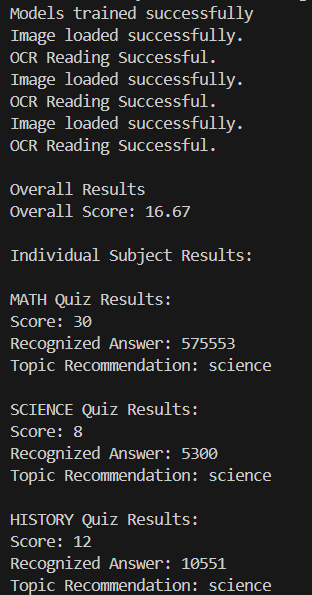 Models trained successfully
Image loaded successfully.
OCR Reading Successful.
Image loaded successfully.
OCR Reading Successful.
Image loaded successfully.
OCR Reading Successful.
Overall Results
Overall Score: 16.67
Individual Subject Results:
MATH Quiz Results:
Score: 30
Recognized Answer: 575553
Topic Recommendation: science
SCIENCE Quiz Results:
Score: 8
Recognized Answer: 5300
Topic Recommendation: science
HISTORY Quiz Results:
Score: 12
Recognized Answer: 10551
Topic Recommendation: science